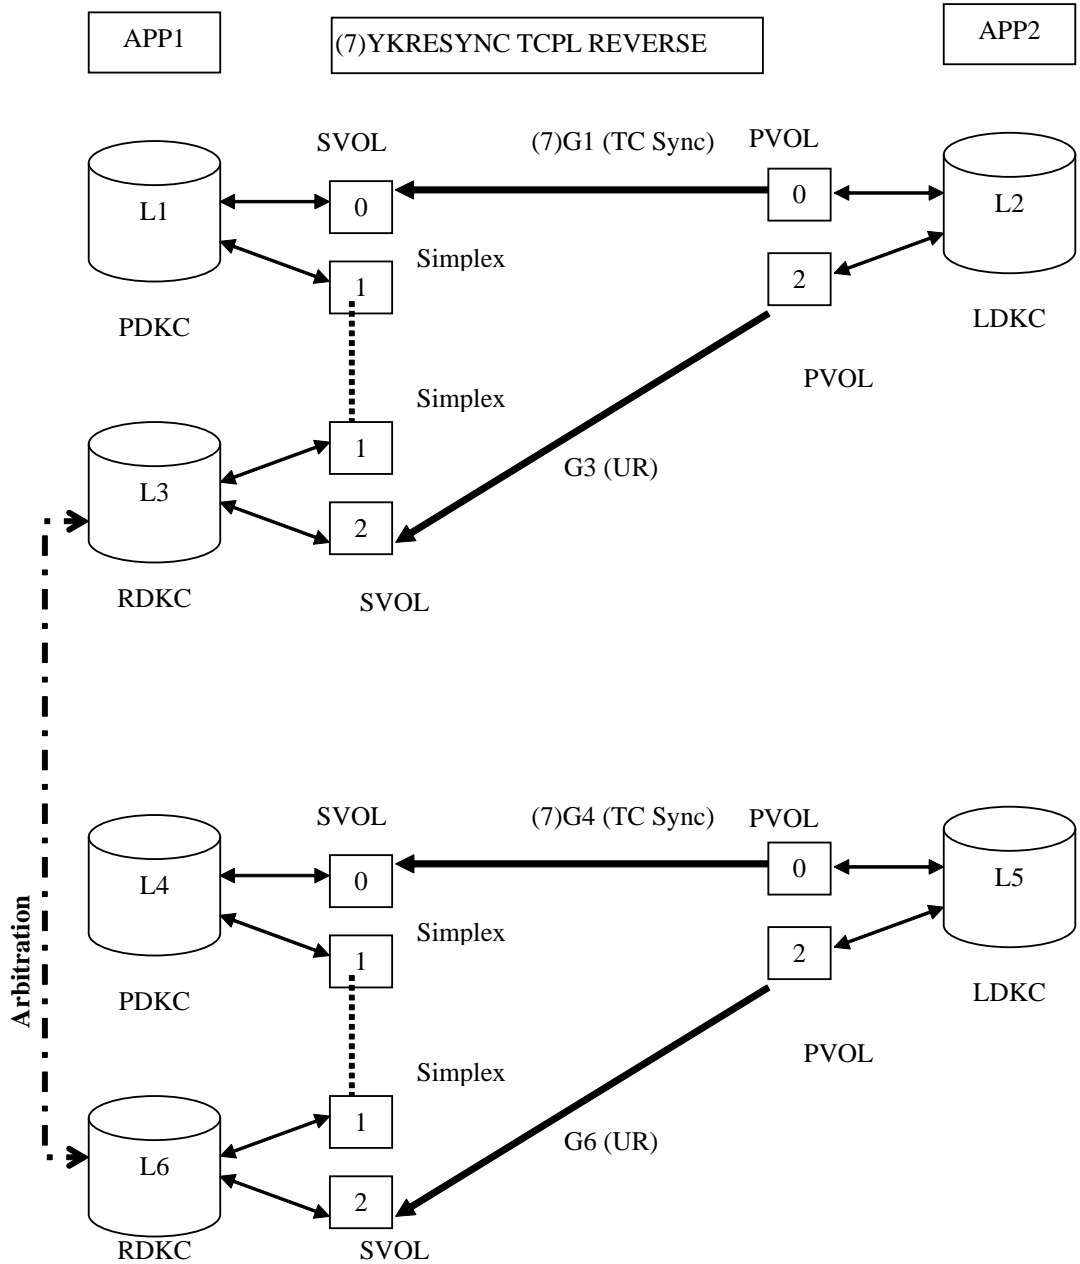 APP1
(7)YKRESYNC TCPL REVERSE
APP2
SVOL
(7)G1 (TC Sync)
PVOL
L1
0
0
L2
Simplex
1
2
PDKC
LDKC
PVOL
Simplex
1
G3 (UR)
L3
2
RDKC
SVOL
SVOL
(7)G4 (TC Sync)
PVOL
L4
0
0
L5
Simplex
1
2
PDKC
LDKC
Arbitration
PVOL
Simplex
1
G6 (UR)
L6
2
RDKC
SVOL